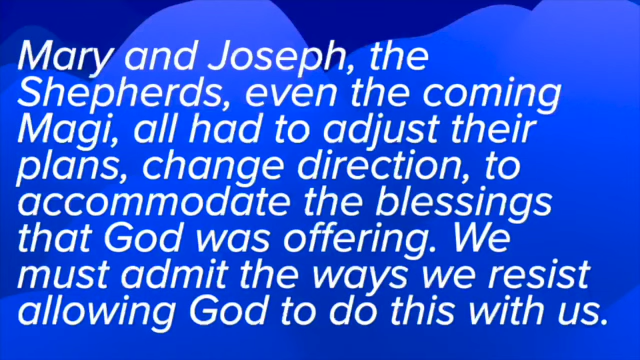 Mary and Joseph, the
Shepherds, even the coming
Magi, all had to adjust their
plans, change direction, to
accommodate the blessings
that God was offering. We
must admit the ways we resist
allowing God to do this with us.